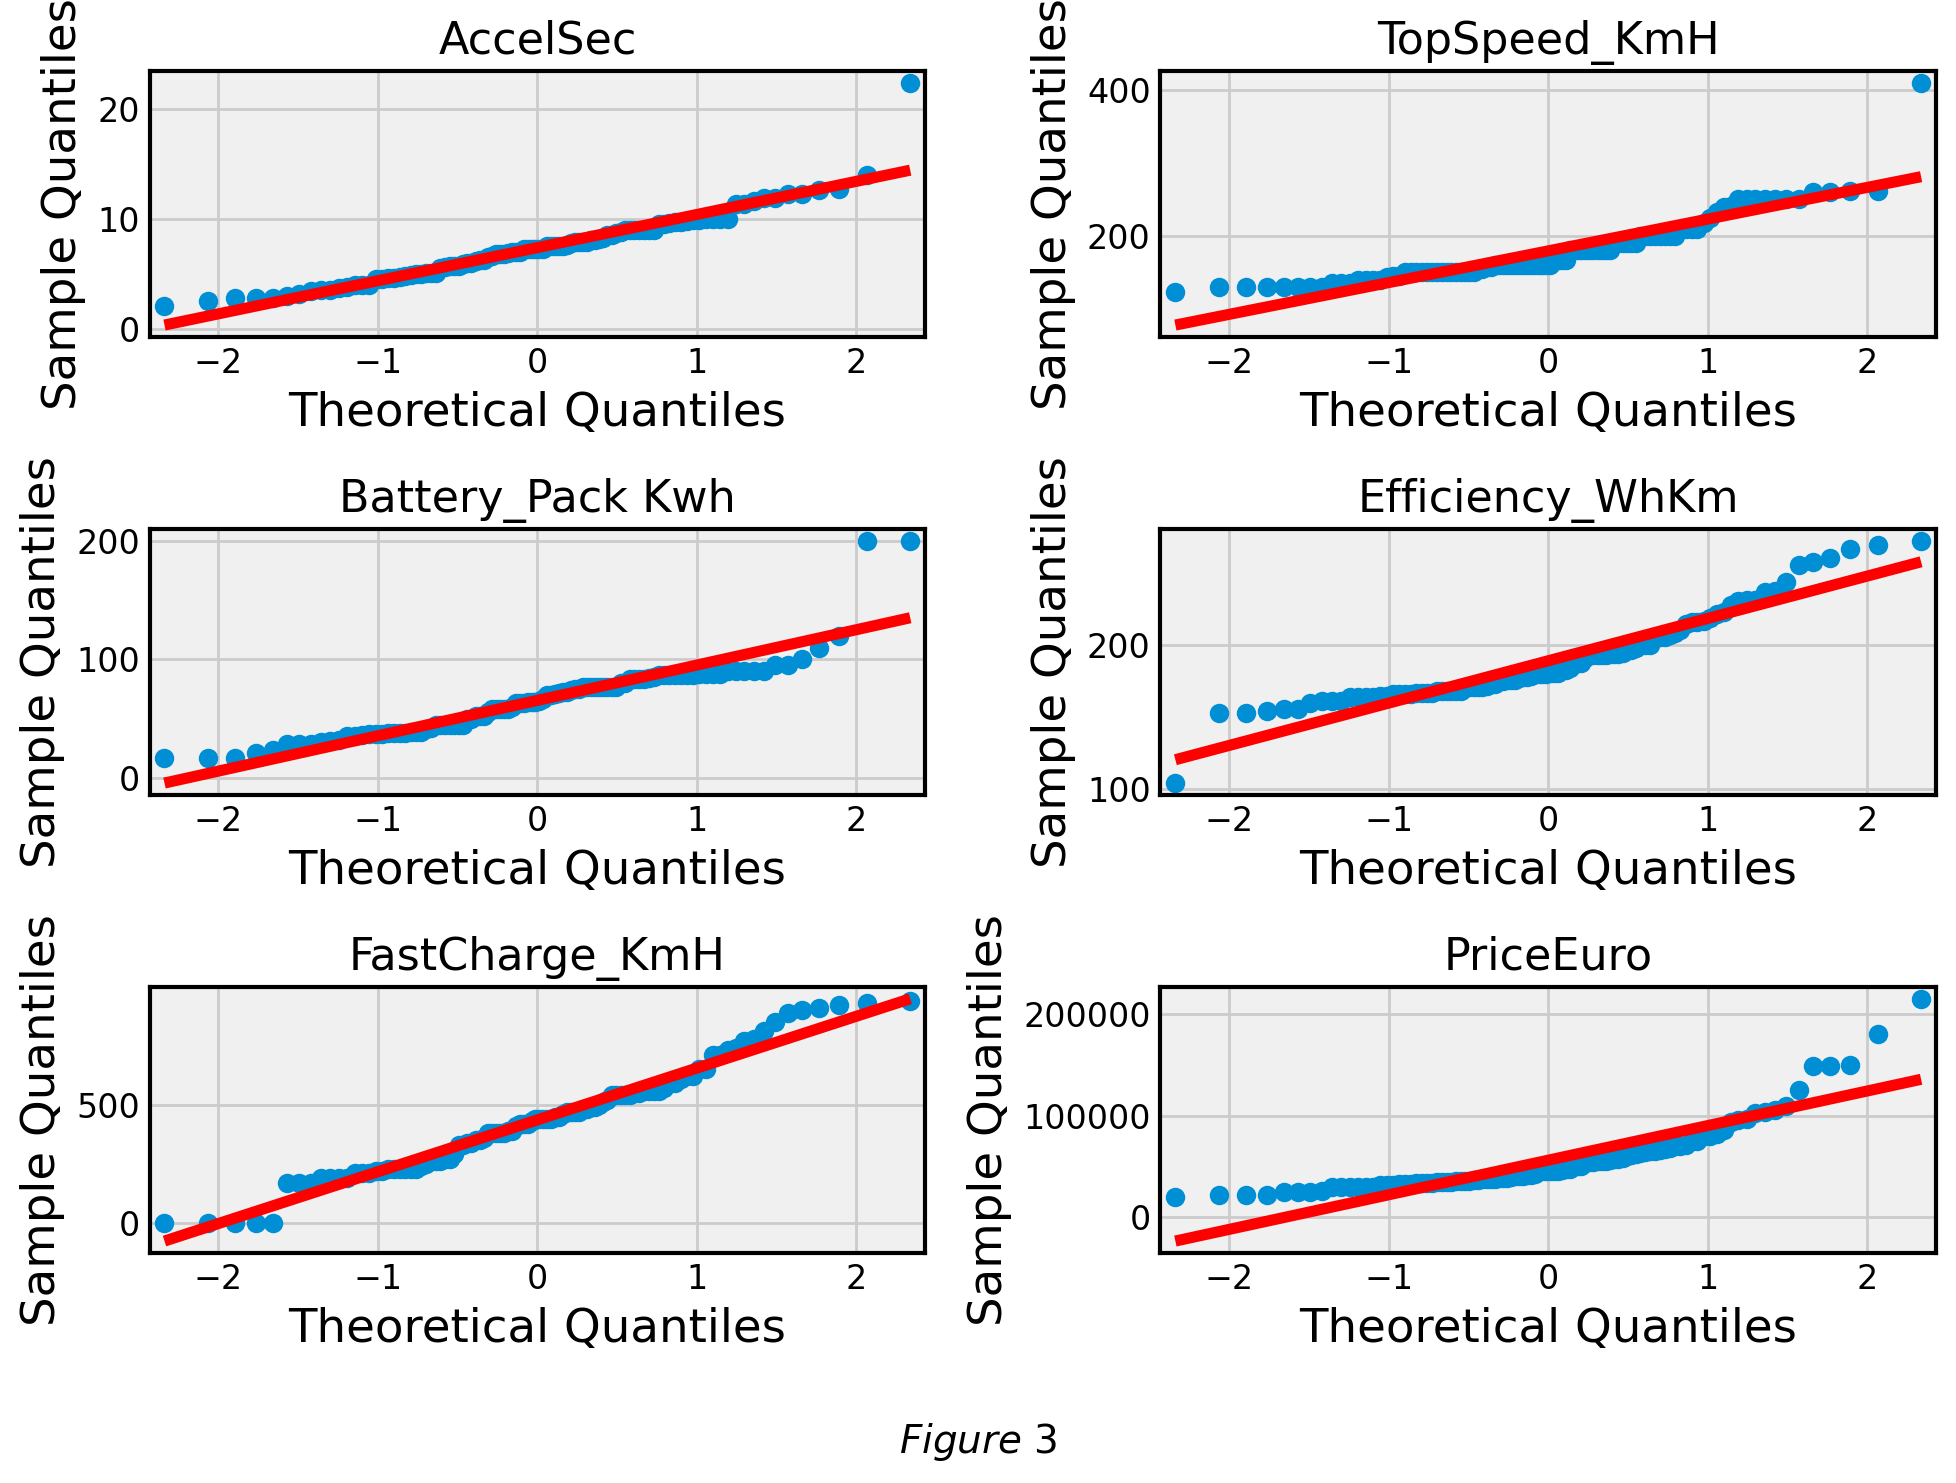 AccelSec
TopSpeed_KmH
Sample Quantiles
20
10
0
−2 −1 0 1 2
Theoretical Quantiles
Sample Quantiles
400
200
−2 −1 0 1 2
Theoretical Quantiles
Battery_Pack Kwh
Efficiency_WhKm
Sample Quantiles
200
100
0
−2 −1 0 1 2
Theoretical Quantiles
Sample Quantiles
200
100
−2 −1 0 1 2
Theoretical Quantiles
FastCharge_KmH
PriceEuro
Sample Quantiles
500
0
−2 −1 0 1 2
Theoretical Quantiles
Sample Quantiles
200000
100000
0
−2 −1 0 1 2
Theoretical Quantiles
Figure 3